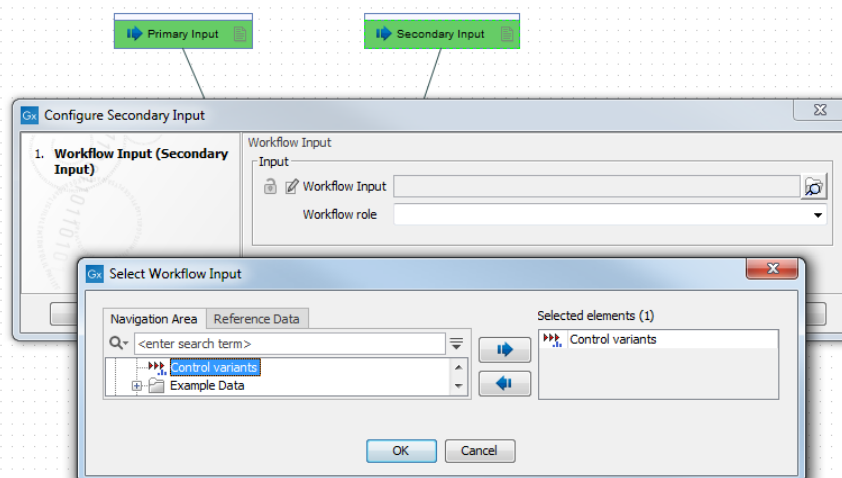 Primary Input
Secondary Input
Gx Configure Secondary Input
1. Workflow Input (Secondary Input)
Workflow Input
Input
Workflow Input
Workflow role
Gx Select Workflow Input
Navigation Area Reference Data
<enter search term>
Control variants
Example Data
Selected elements (1)
Control variants
OK Cancel